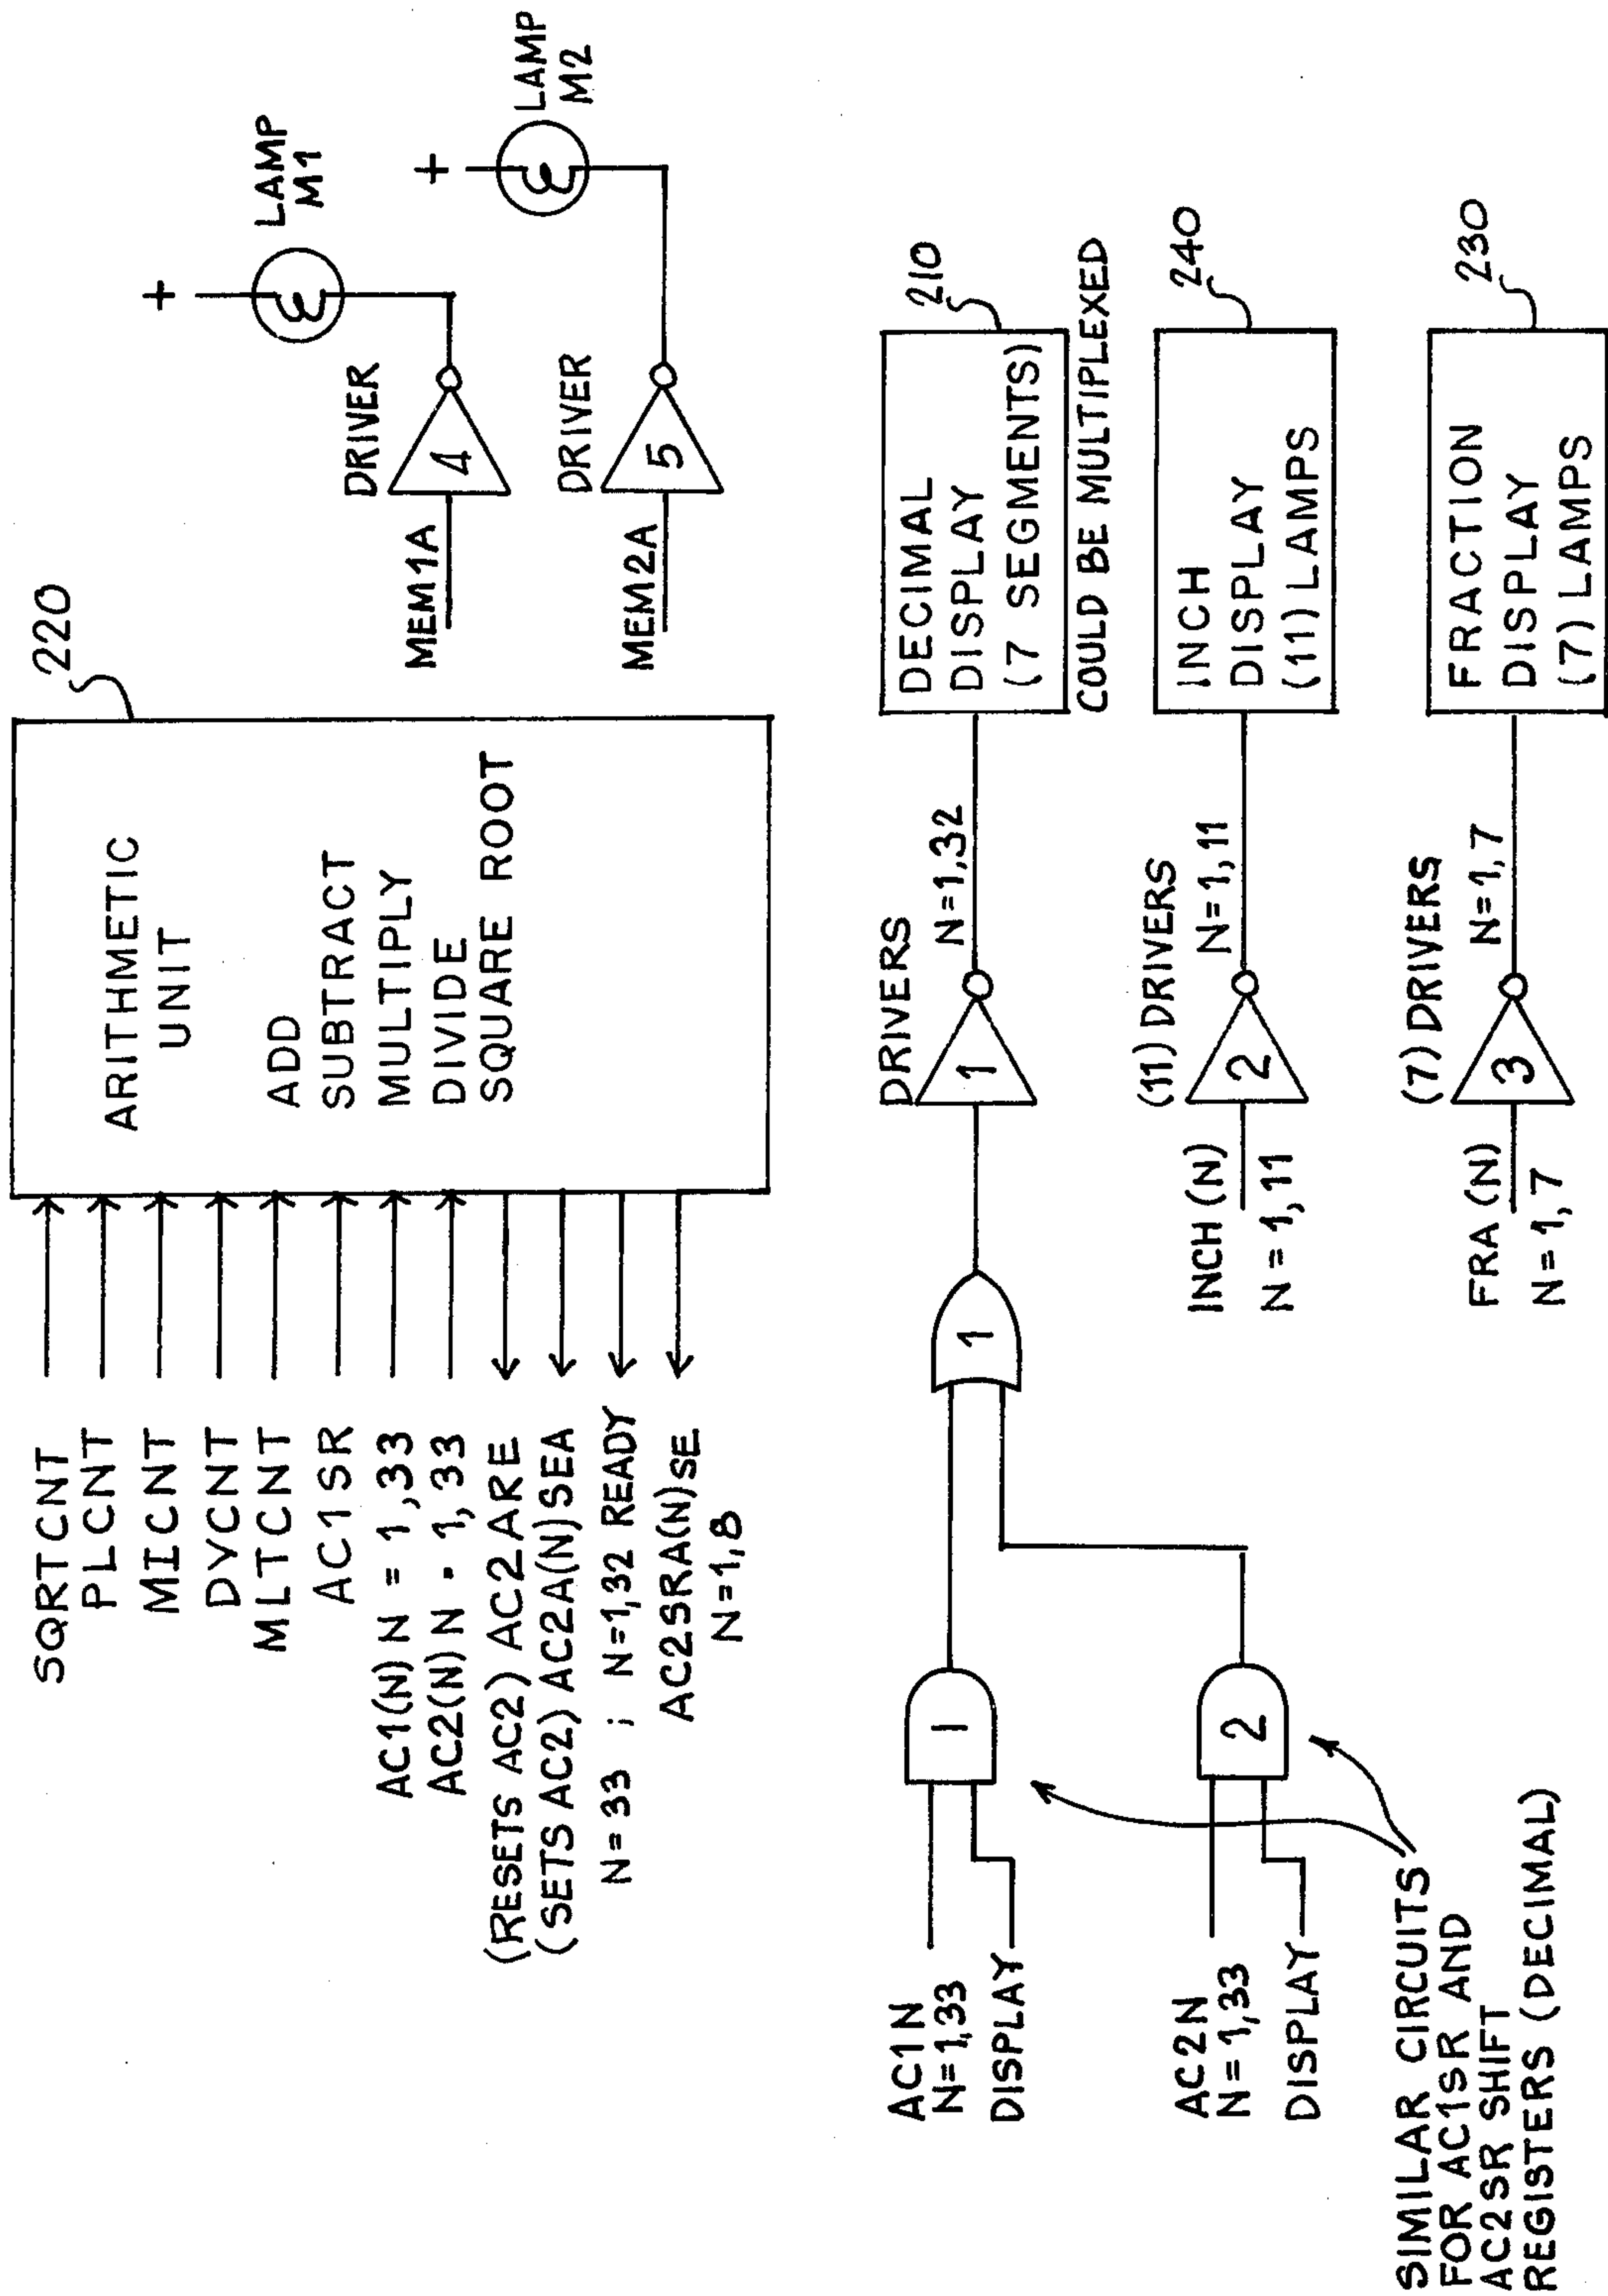 220
ARITHMETIC
UNIT
ADD
SUBTRACT
MULTIPLY
DIVIDE
SQUARE ROOT
SQRTCNT
PLCNT
MICNT
DVCNT
MLTCNT
AC1SR
AC1(N) N = 1,33
AC2(N) N - 1, 33
(RESETS AC2) AC2ARE
(SETS AC2) AC2A(N)SEA
N = 33 ; N=1,32 READY
AC2SRA(N)SE
N=1,8
LAMP
M1
+
DRIVER
4
MEM1A
LAMP
M2
+
DRIVER
5
MEM2A
AC1N
N=1,33
DISPLAY
1
AC2N
N=1,33
DISPLAY
2
1
DRIVERS
1
N=1,32
DECIMAL
DISPLAY
(7 SEGMENTS)
210
COULD BE MULTIPLEXED
INCH (N)
N = 1,11
(11) DRIVERS
2
N=1,11
INCH
DISPLAY
(11) LAMPS
240
FRA (N)
N = 1,7
(7) DRIVERS
3
N=1,7
FRACTION
DISPLAY
(7) LAMPS
230
SIMILAR CIRCUITS
FOR AC1SR AND
AC2SR SHIFT
REGISTERS (DECIMAL)